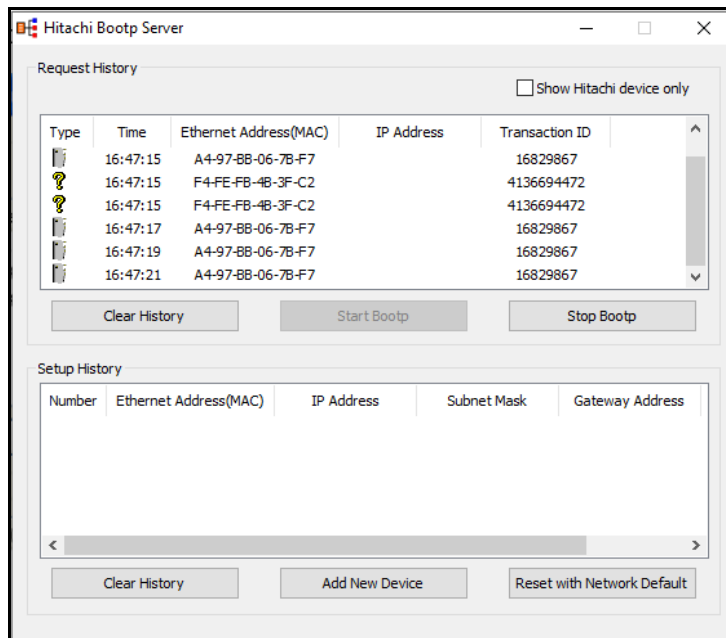 Hitachi Bootp Server
Request History
Show Hitachi device only
Type Time Ethernet Address(MAC) IP Address Transaction ID
16:47:15 A4-97-BB-06-7B-F7 16829867
? 16:47:15 F4-FE-FB-4B-3F-C2 4136694472
? 16:47:15 F4-FE-FB-4B-3F-C2 4136694472
16:47:17 A4-97-BB-06-7B-F7 16829867
16:47:19 A4-97-BB-06-7B-F7 16829867
16:47:21 A4-97-BB-06-7B-F7 16829867
Clear History Start Bootp Stop Bootp
Setup History
Number Ethernet Address(MAC) IP Address Subnet Mask Gateway Address
Clear History Add New Device Reset with Network Default